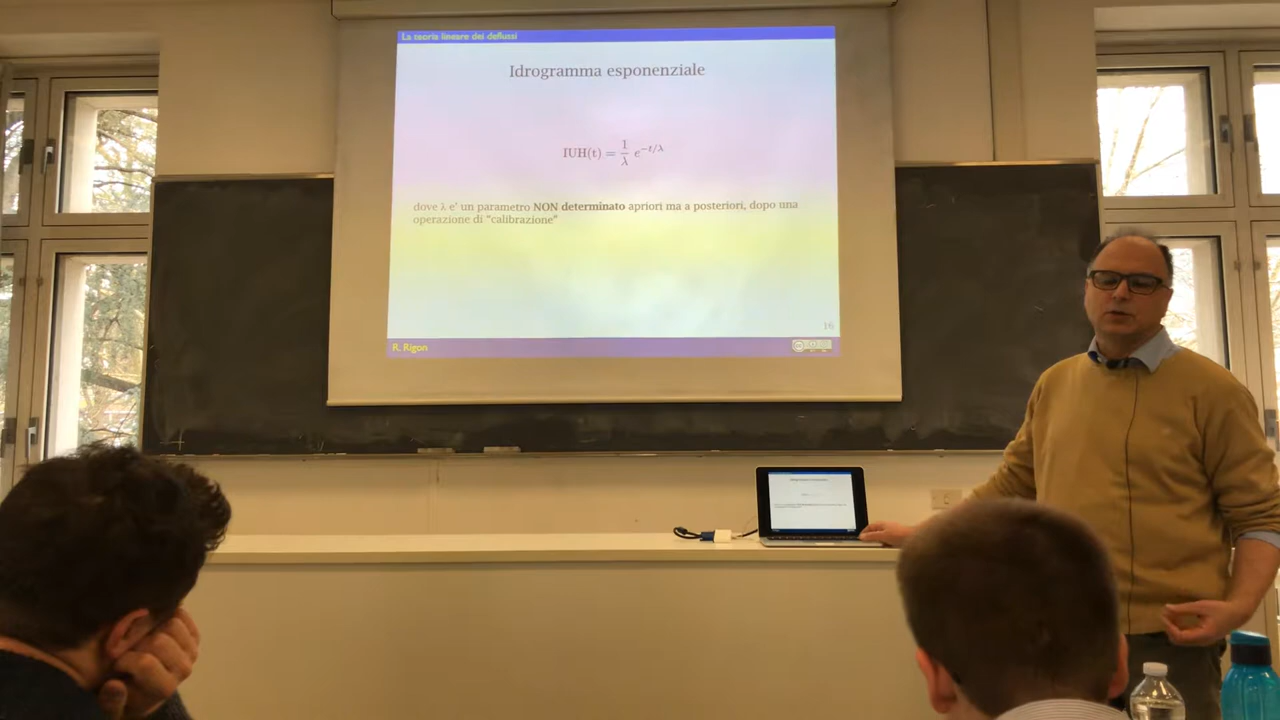 La teoria lineare dei deflussi
Idrogramma esponenziale
IUH(t) = 1/λ e^{-t/λ}
dove λ e' un parametro NON determinato apriori ma a posteriori, dopo una
operazione di "calibrazione"
16
R. Rigon